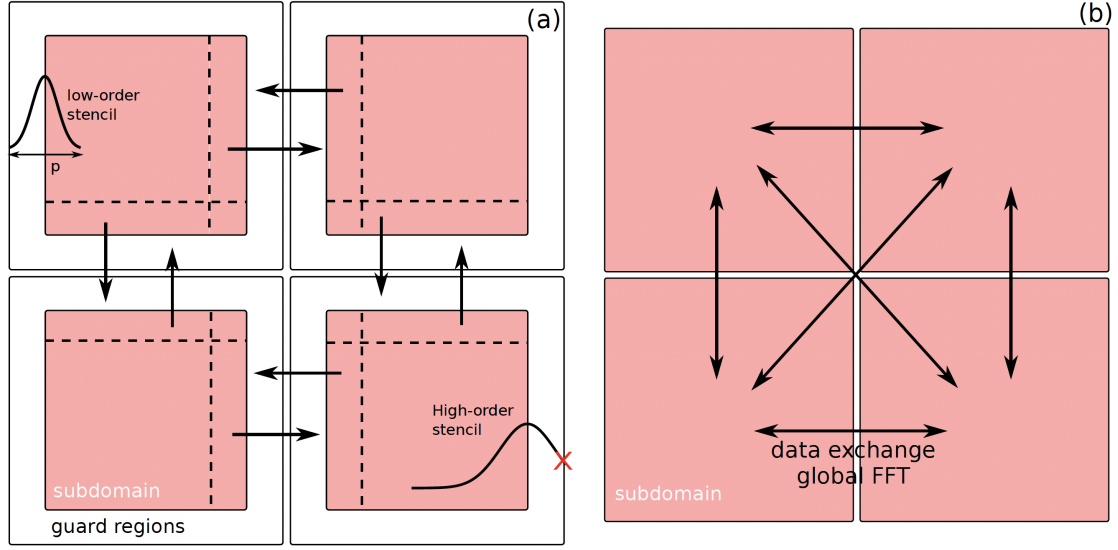 (a)
low-order
stencil
p
High-order
stencil
X
subdomain
guard regions
(b)
data exchange
global FFT
subdomain